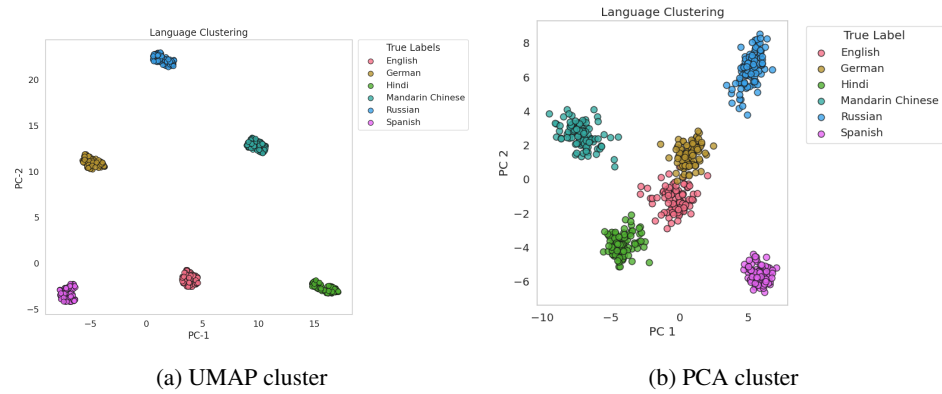 Language Clustering
True Labels
English
German
Hindi
Mandarin Chinese
Russian
Spanish
20
15
10
5
0
−5
PC-2
−5
0
5
10
15
PC-1
(a) UMAP cluster
Language Clustering
True Label
English
German
Hindi
Mandarin Chinese
Russian
Spanish
8
6
4
2
0
−2
−4
−6
PC 2
−10
−5
0
5
PC 1
(b) PCA cluster